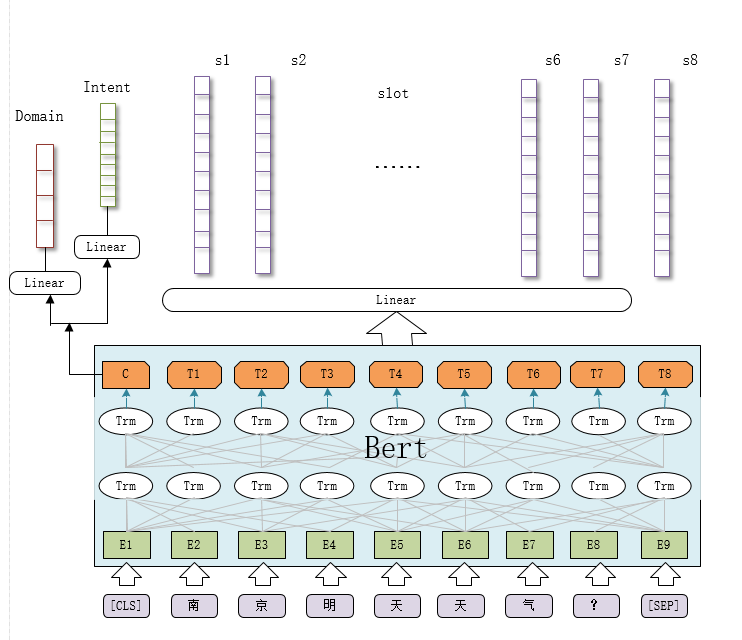 s1 s2 s6 s7 s8
Intent
slot
Domain
......
Linear
Linear
Linear
C T1 T2 T3 T4 T5 T6 T7 T8
Trm Trm Trm Trm Trm Trm Trm Trm Trm
Bert
Trm Trm Trm Trm Trm Trm Trm Trm Trm
E1 E2 E3 E4 E5 E6 E7 E8 E9
[CLS] 南 京 明 天 天 气 ? [SEP]